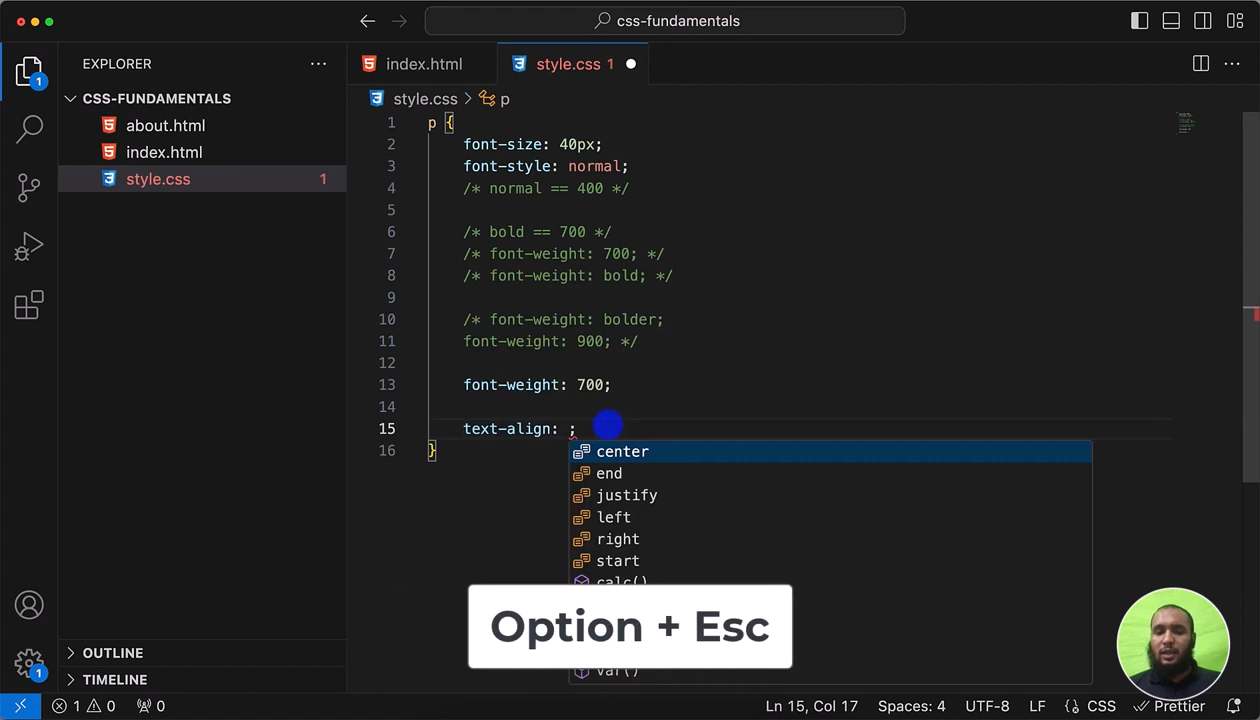 css-fundamentals
EXPLORER
CSS-FUNDAMENTALS
about.html
index.html
style.css 1
OUTLINE
TIMELINE
index.html
style.css 1
style.css > p
1 p {
2 font-size: 40px;
3 font-style: normal;
4 /* normal == 400 */
5
6 /* bold == 700 */
7 /* font-weight: 700; */
8 /* font-weight: bold; */
9
10 /* font-weight: bolder;
11 font-weight: 900; */
12
13 font-weight: 700;
14
15 text-align: ;
16 }
center
end
justify
left
right
start
calc()
Option + Esc
var()
1
1
1 0 0
Ln 15, Col 17 Spaces: 4 UTF-8 LF {} CSS Prettier